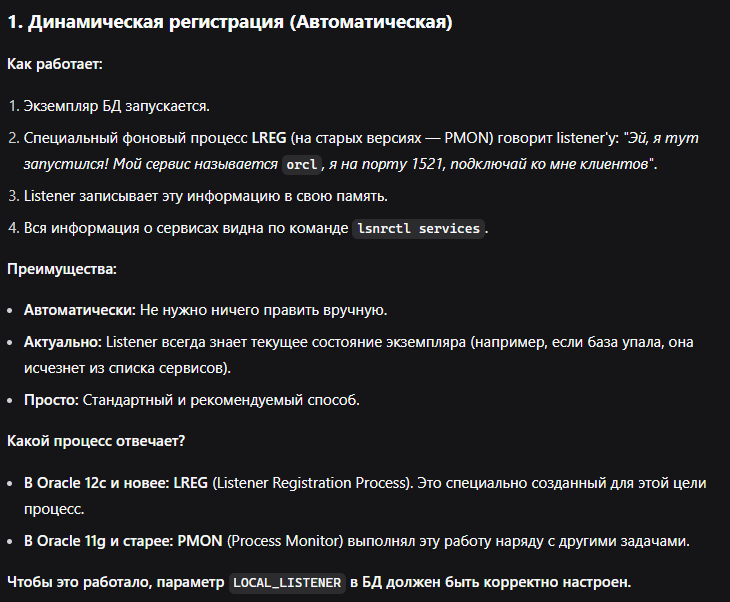 1. Динамическая регистрация (Автоматическая)
Как работает:
1. Экземпляр БД запускается.
2. Специальный фоновый процесс LREG (на старых версиях — PMON) говорит listener'у: "Эй, я тут
запустился! Мой сервис называется orcl, я на порту 1521, подключай ко мне клиентов".
3. Listener записывает эту информацию в свою память.
4. Вся информация о сервисах видна по команде lsnrctl services.
Преимущества:
• Автоматически: Не нужно ничего править вручную.
• Актуально: Listener всегда знает текущее состояние экземпляра (например, если база упала, она
исчезнет из списка сервисов).
• Просто: Стандартный и рекомендуемый способ.
Какой процесс отвечает?
• В Oracle 12c и новее: LREG (Listener Registration Process). Это специально созданный для этой цели
процесс.
• В Oracle 11g и старее: PMON (Process Monitor) выполнял эту работу наряду с другими задачами.
Чтобы это работало, параметр LOCAL_LISTENER в БД должен быть корректно настроен.